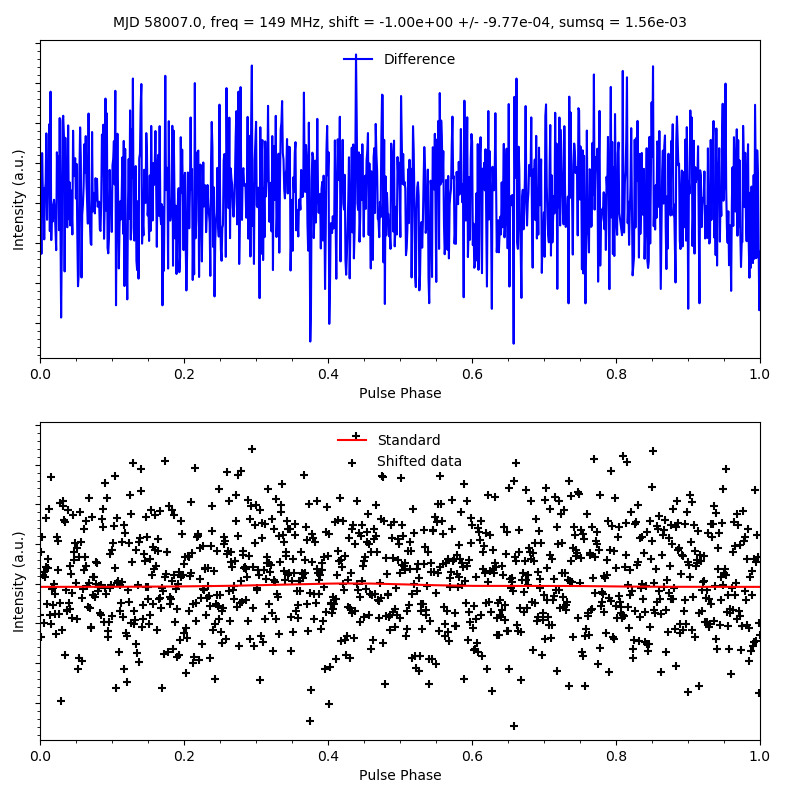 MJD 58007.0, freq = 149 MHz, shift = -1.00e+00 +/- -9.77e-04, sumsq = 1.56e-03
Difference
Intensity (a.u.)
0.0 0.2 0.4 0.6 0.8 1.0
Pulse Phase
Standard
Shifted data
Intensity (a.u.)
0.0 0.2 0.4 0.6 0.8 1.0
Pulse Phase